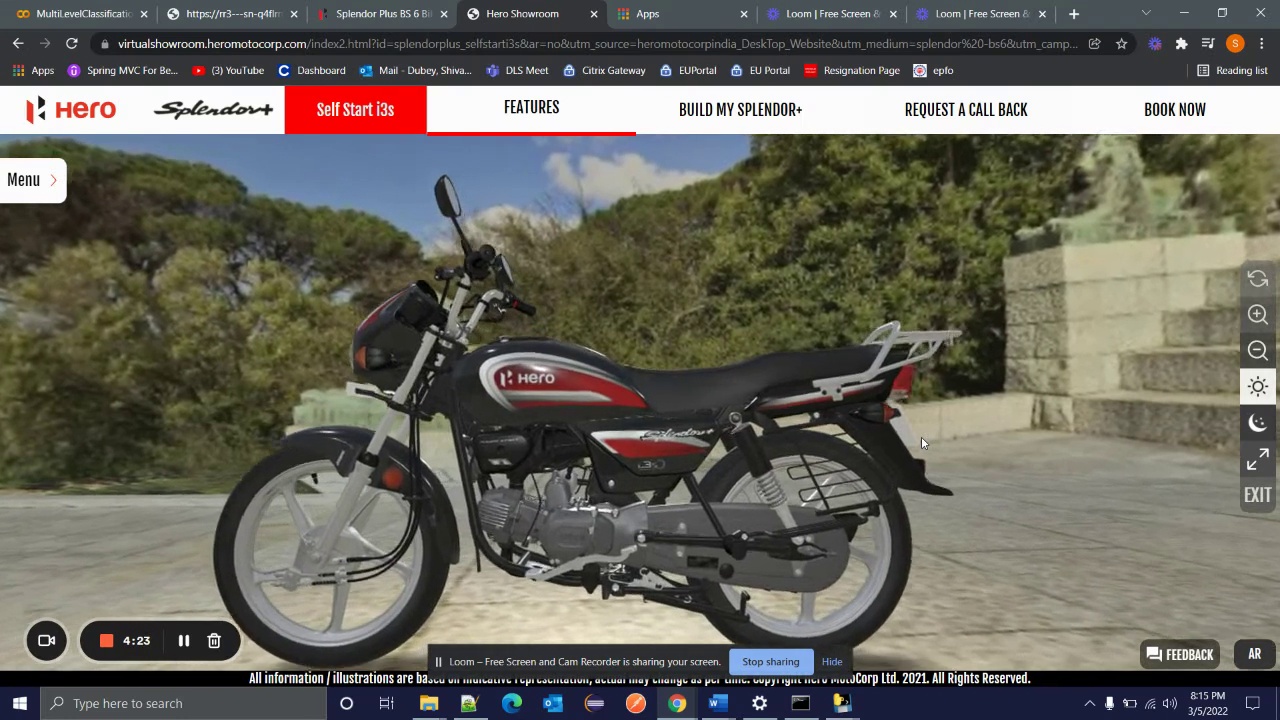 MultiLevelClassificatio
https://rr3---sn-q4flrn
Splendor Plus BS 6 Bi
Hero Showroom
Apps
Loom | Free Screen &
Loom | Free Screen &
virtualshowroom.heromotocorp.com/index2.html?id=splendorplus_selfstarti3s&at=no&utm_source=heromotocorpindia_DeskTop_Website&utm_medium=splendor%20-bs6&utm_camp...
S
Apps
Spring MVC For Be...
(3) YouTube
Dashboard
Mail - Dubey, Shiva...
DLS Meet
Citrix Gateway
EUPortal
EU Portal
Resignation Page
epfo
Reading list
Hero
Splendor+
Self Start i3s
FEATURES
BUILD MY SPLENDOR+
REQUEST A CALL BACK
BOOK NOW
Menu
Hero
Splendor+
i3S
EXIT
4:23
Loom – Free Screen and Cam Recorder is sharing your screen.
Stop sharing
Hide
FEEDBACK
AR
All information / illustrations are based on indicative representation, actual may change as per time. Copyright Hero MotoCorp Ltd. 2021. All Rights Reserved.
Type here to search
8:15 PM
3/5/2022